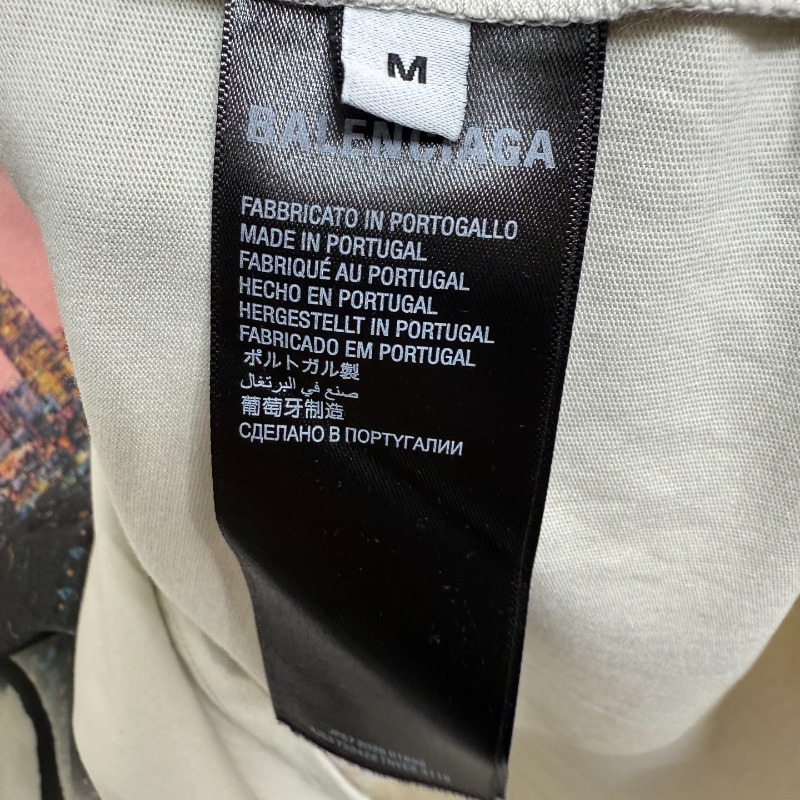 M
BALENCIAGA
FABBRICATO IN PORTOGALLO
MADE IN PORTUGAL
FABRIQUÉ AU PORTUGAL
HECHO EN PORTUGAL
HERGESTELLT IN PORTUGAL
FABRICADO EM PORTUGAL
ポルトガル製
صنع في البرتغال
葡萄牙制造
СДЕЛАНО В ПОРТУГАЛИИ